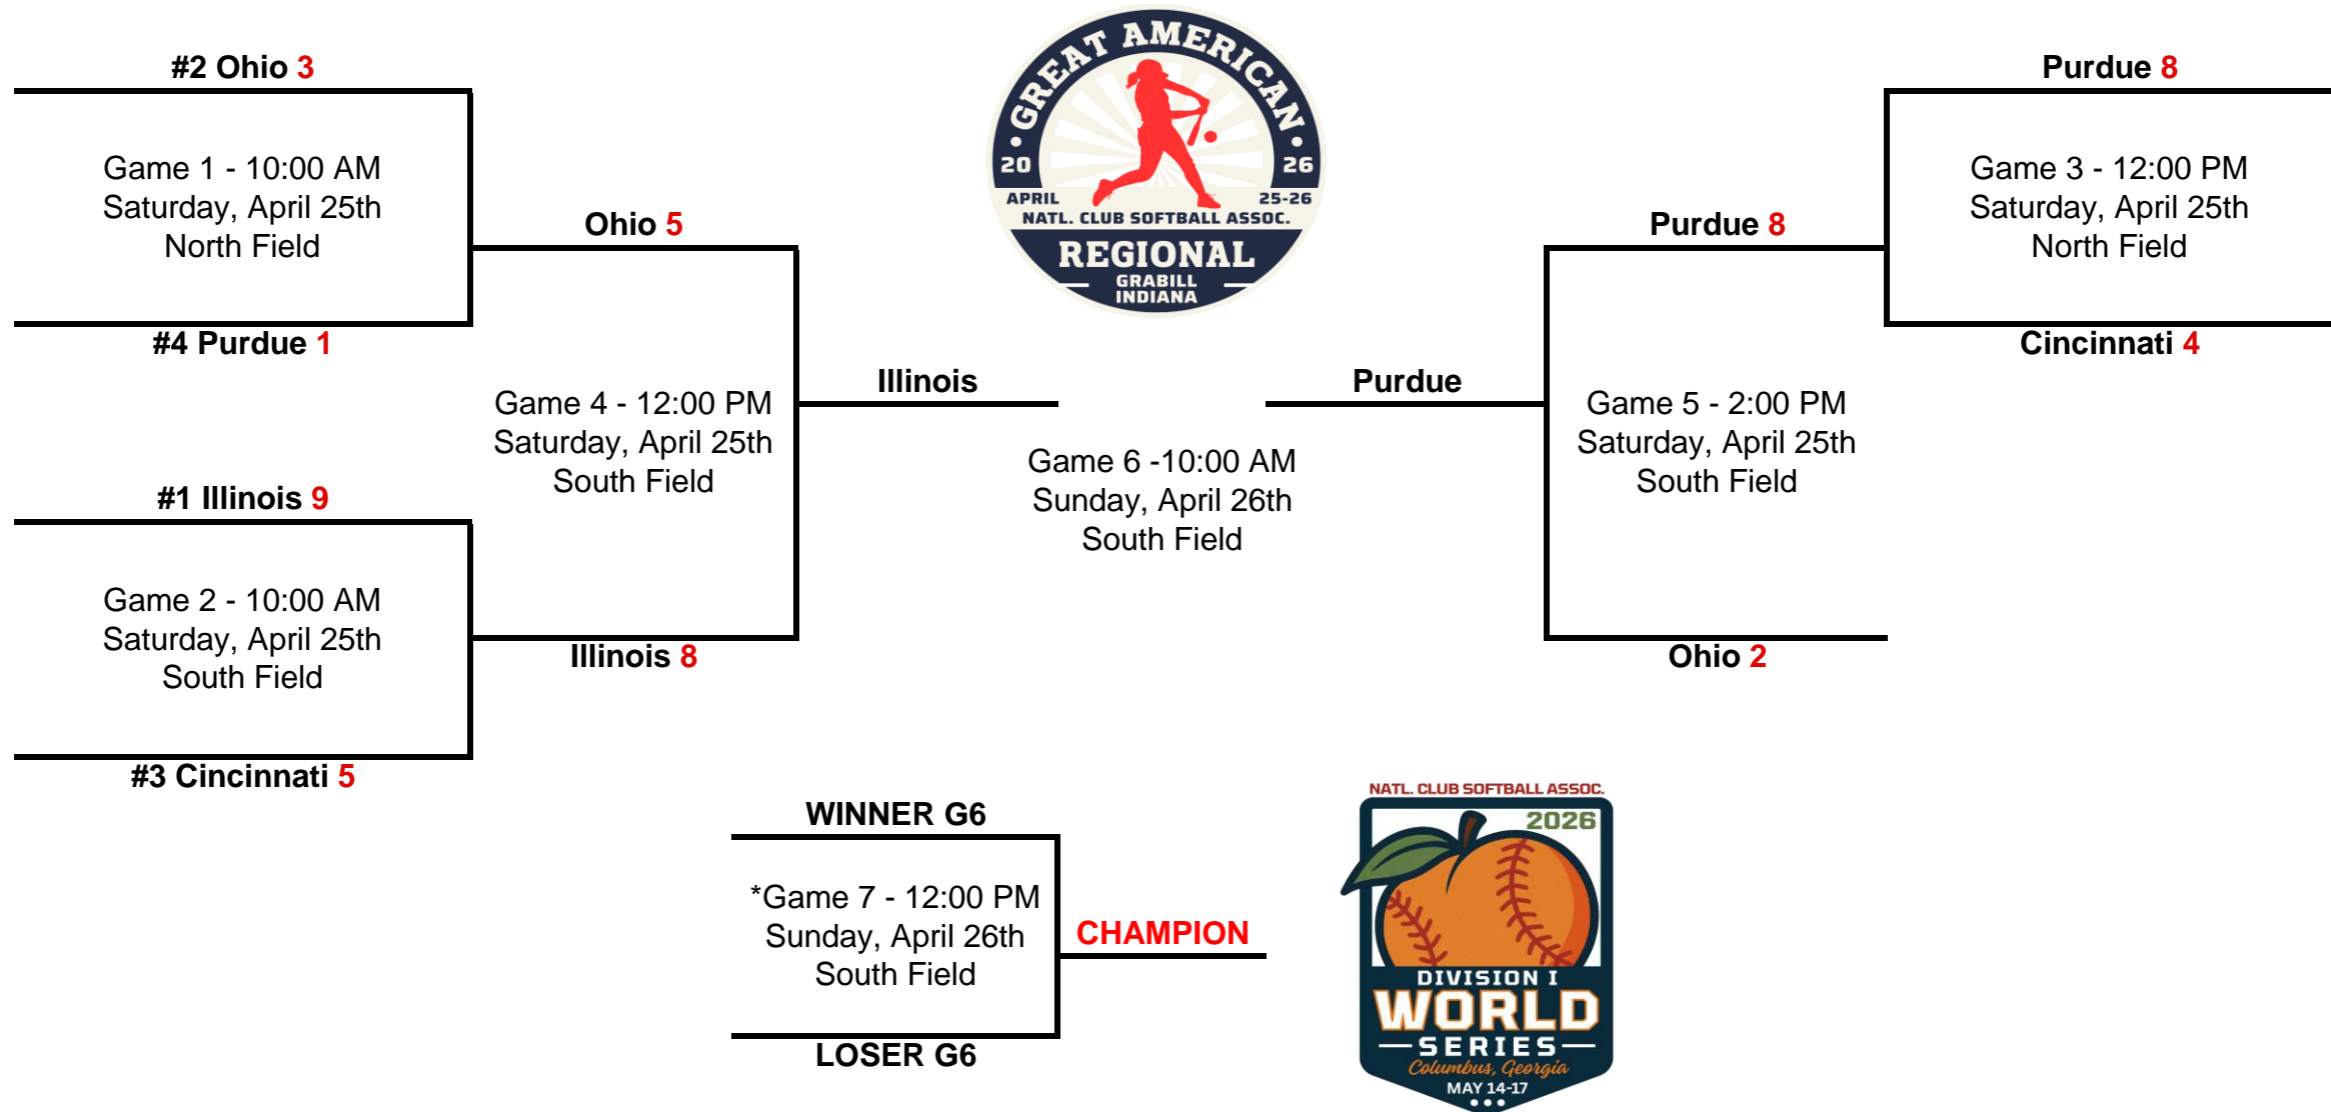 #2 Ohio 3
Game 1 - 10:00 AM
Saturday, April 25th
North Field
#4 Purdue 1
Ohio 5
Game 4 - 12:00 PM
Saturday, April 25th
South Field
#1 Illinois 9
Game 2 - 10:00 AM
Saturday, April 25th
South Field
#3 Cincinnati 5
Illinois 8
Illinois
GREAT AMERICAN
20 26
APRIL 25-26
NATL. CLUB SOFTBALL ASSOC.
REGIONAL
GRABILL
INDIANA
Game 6 -10:00 AM
Sunday, April 26th
South Field
Purdue
Purdue 8
Game 5 - 2:00 PM
Saturday, April 25th
South Field
Ohio 2
Purdue 8
Game 3 - 12:00 PM
Saturday, April 25th
North Field
Cincinnati 4
WINNER G6
*Game 7 - 12:00 PM
Sunday, April 26th
South Field
LOSER G6
CHAMPION
NATL. CLUB SOFTBALL ASSOC.
2026
DIVISION I
WORLD
SERIES
Columbus, Georgia
MAY 14-17